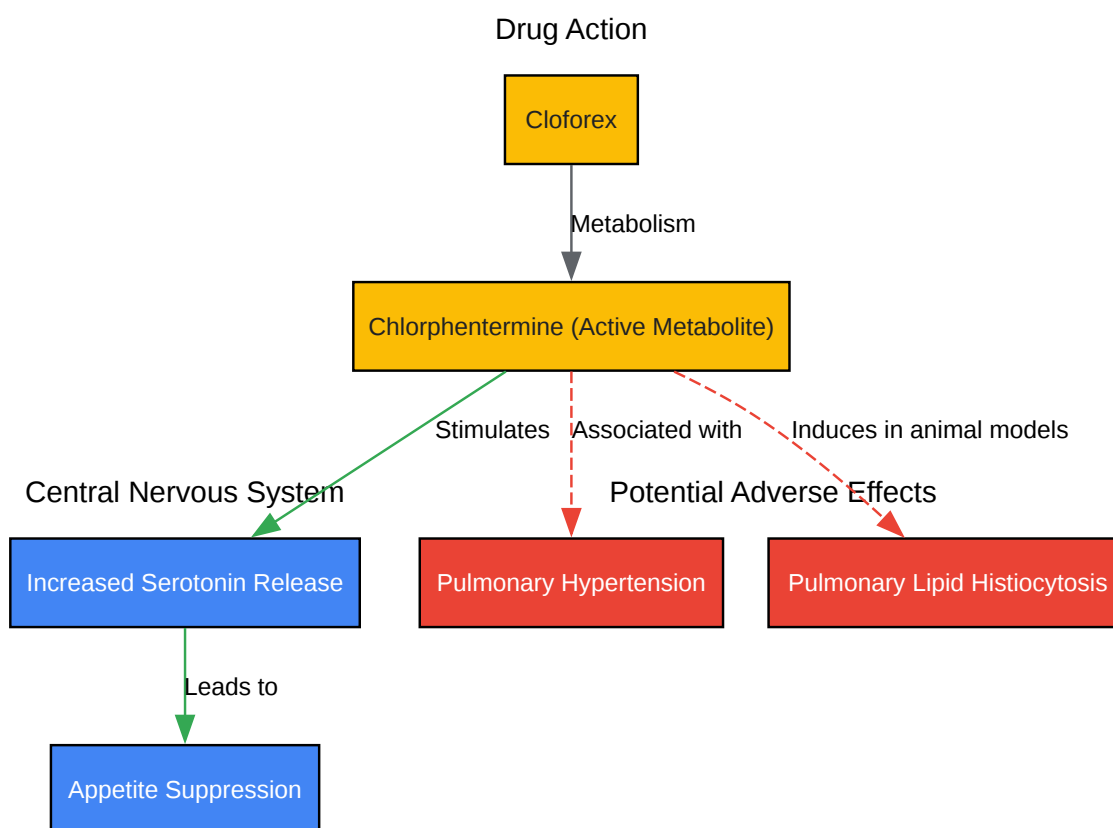 Drug Action
Cloforex
Metabolism
Chlorphentermine (Active Metabolite)
Stimulates
Associated with
Induces in animal models
Central Nervous System
Potential Adverse Effects
Increased Serotonin Release
Pulmonary Hypertension
Pulmonary Lipid Histiocytosis
Leads to
Appetite Suppression